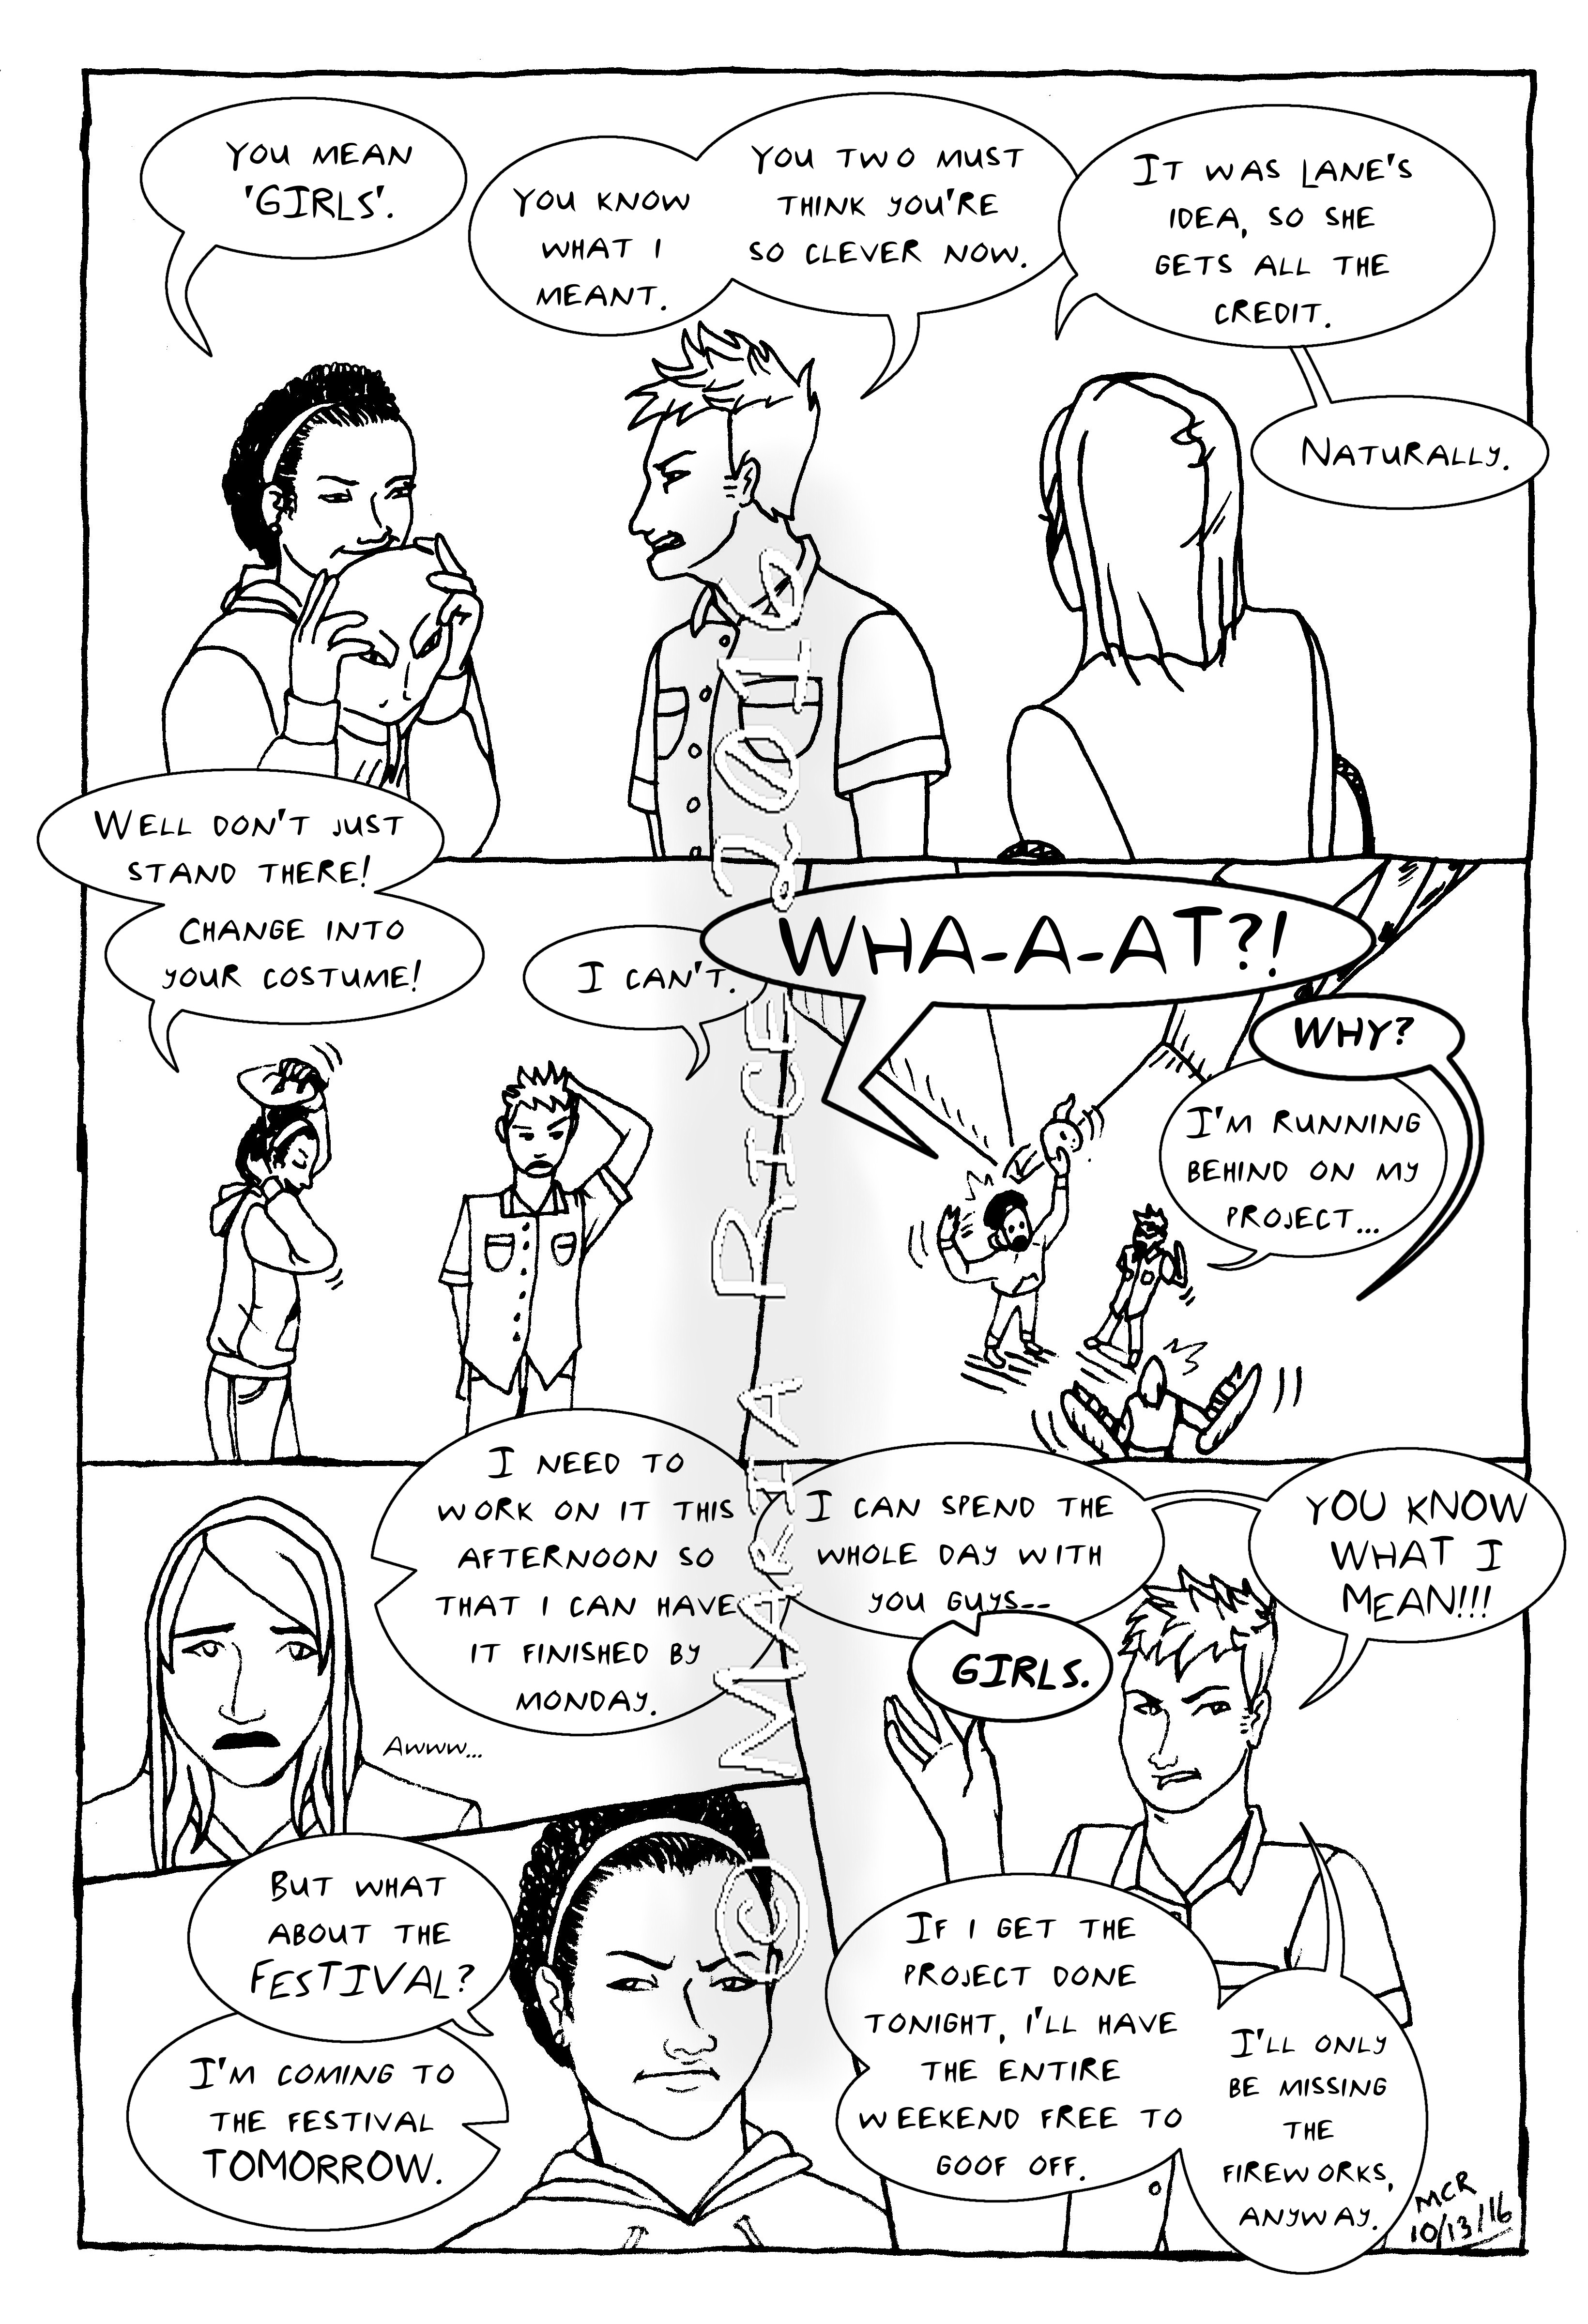 YOU MEAN
'GIRLS'.
YOU KNOW
WHAT I
MEANT.
YOU TWO MUST
THINK YOU'RE
SO CLEVER NOW.
IT WAS LANE'S
IDEA, SO SHE
GETS ALL THE
CREDIT.
NATURALLY.
WELL DON'T JUST
STAND THERE!
CHANGE INTO
YOUR COSTUME!
I CAN'T.
WHA-A-AT?!
WHY?
I'M RUNNING
BEHIND ON MY
PROJECT...
I NEED TO
WORK ON IT THIS
AFTERNOON SO
THAT I CAN HAVE
IT FINISHED BY
MONDAY.
AWWW...
I CAN SPEND THE
WHOLE DAY WITH
YOU GUYS--
GIRLS.
YOU KNOW
WHAT I
MEAN!!!
BUT WHAT
ABOUT THE
FESTIVAL?
I'M COMING TO
THE FESTIVAL
TOMORROW.
IF I GET THE
PROJECT DONE
TONIGHT, I'LL HAVE
THE ENTIRE
WEEKEND FREE TO
GOOF OFF.
I'LL ONLY
BE MISSING
THE
FIREWORKS,
ANYWAY.
MCR
10/13/16
© MARTA RICE 2016